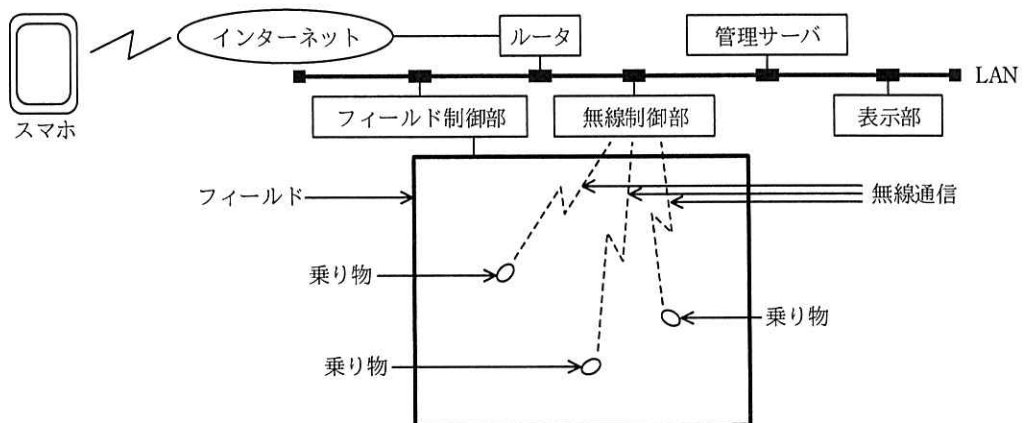 インターネット
ルータ
管理サーバ
LAN
スマホ
フィールド制御部
無線制御部
表示部
フィールド
無線通信
乗り物
乗り物
乗り物